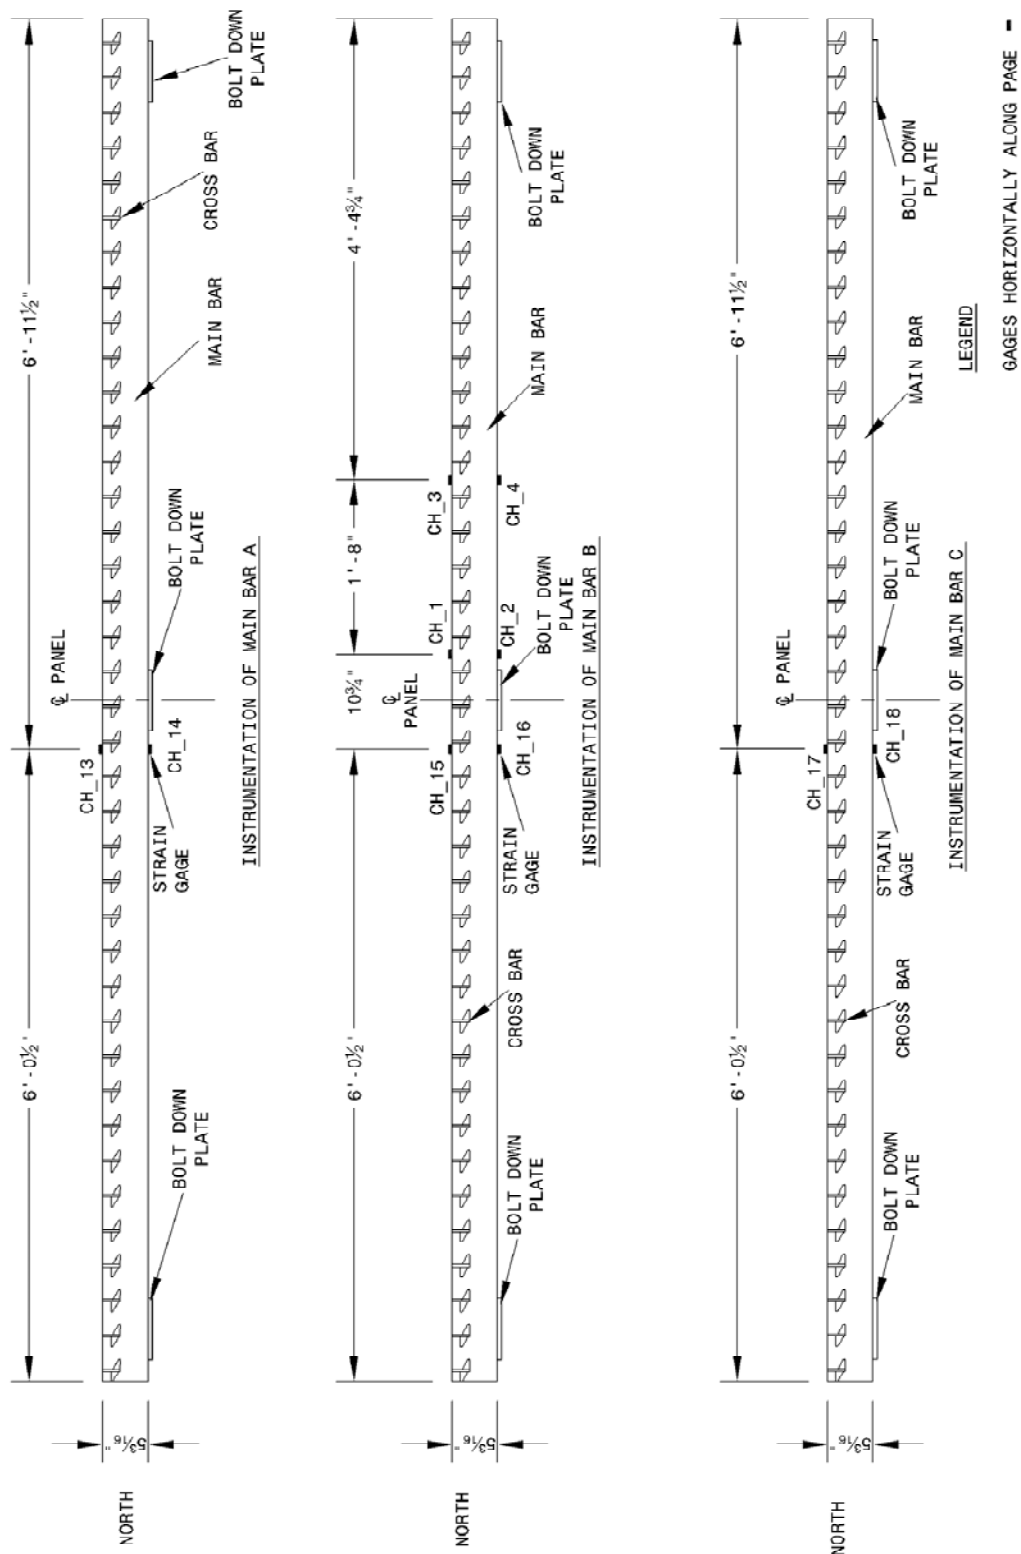 6'-0½"
6'-11½"
℄ PANEL
CH_13
CH_14
STRAIN
GAGE
BOLT DOWN
PLATE
BOLT DOWN
PLATE
MAIN BAR
CROSS BAR
BOLT DOWN
PLATE
5³⁄₁₆"
NORTH
INSTRUMENTATION OF MAIN BAR A
6'-0½"
10¾"
1'-8"
4'-4¾"
℄
PANEL
CH_15
CH_1
CH_3
CH_16
CH_2
CH_4
STRAIN
GAGE
BOLT DOWN
PLATE
CROSS BAR
BOLT DOWN
PLATE
MAIN BAR
BOLT DOWN
PLATE
5³⁄₁₆"
NORTH
INSTRUMENTATION OF MAIN BAR B
6'-0½"
6'-11½"
℄ PANEL
CH_17
CH_18
STRAIN
GAGE
BOLT DOWN
PLATE
CROSS BAR
BOLT DOWN
PLATE
MAIN BAR
BOLT DOWN
PLATE
5³⁄₁₆"
NORTH
INSTRUMENTATION OF MAIN BAR C
LEGEND
GAGES HORIZONTALLY ALONG PAGE -